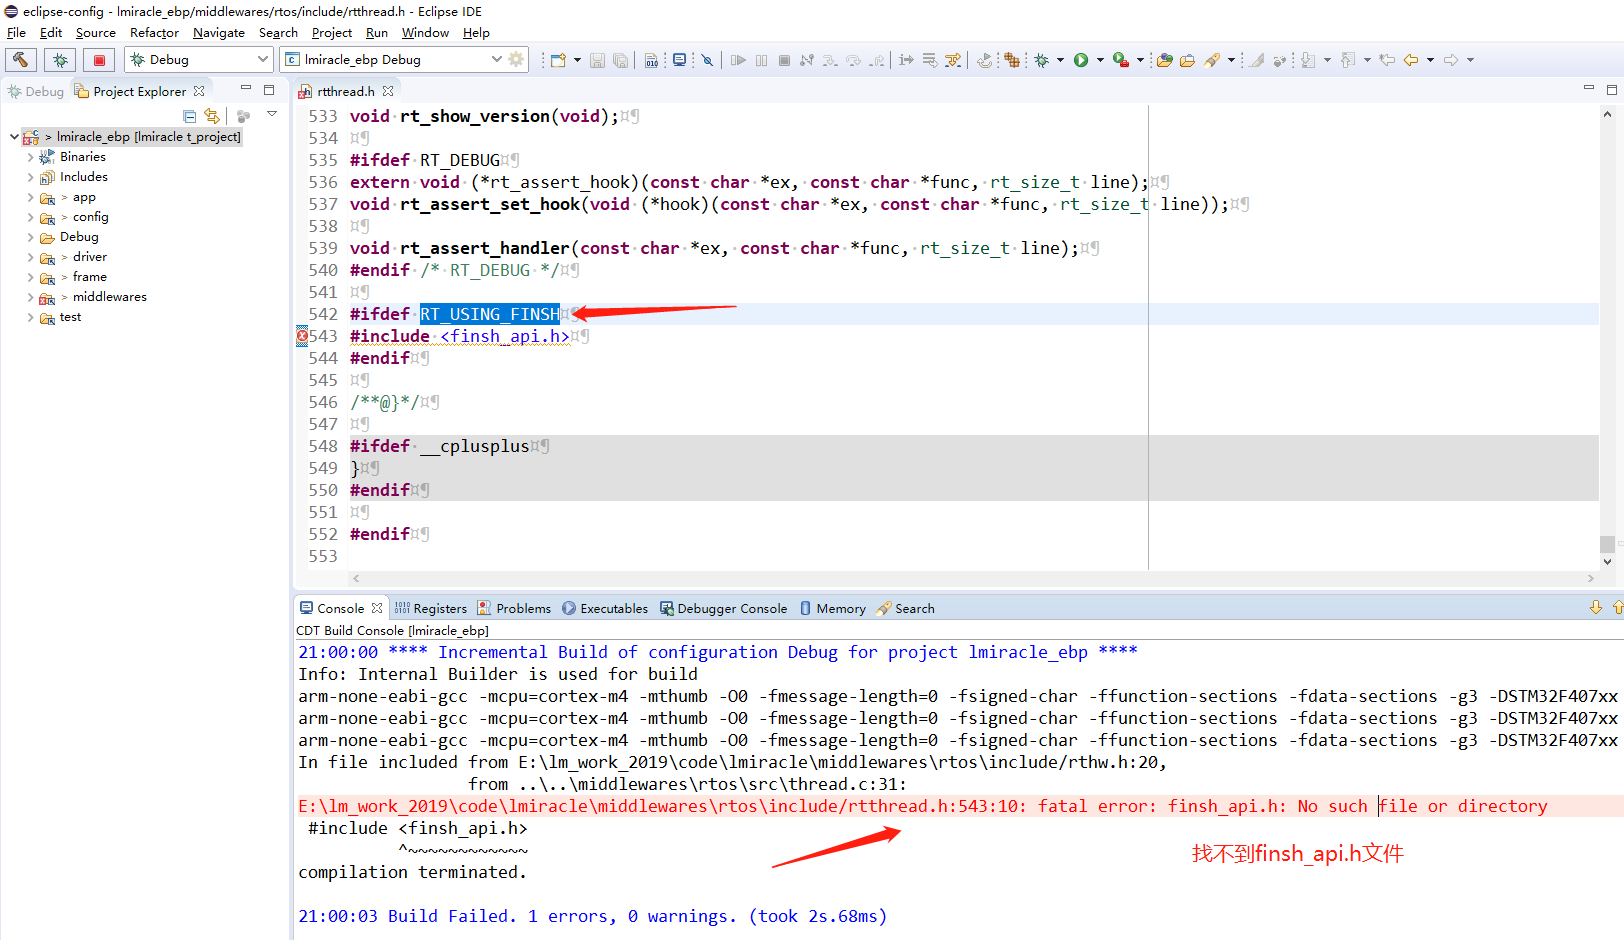 eclipse-config - lmiracle_ebp/middlewares/rtos/include/rtthread.h - Eclipse IDE
File Edit Source Refactor Navigate Search Project Run Window Help
Debug lmiracle_ebp Debug
Debug Project Explorer rtthread.h
lmiracle_ebp [lmiracle t_project]
Binaries
Includes
> app
> config
Debug
> driver
> frame
> middlewares
test
533 void rt_show_version(void);¤¶
534 ¤¶
535 #ifdef·RT_DEBUG¤¶
536 extern·void·(*rt_assert_hook)(const·char·*ex,·const·char·*func,·rt_size_t·line);¤¶
537 void·rt_assert_set_hook(void·(*hook)(const·char·*ex,·const·char·*func,·rt_size_t·line));¤¶
538 ¤¶
539 void·rt_assert_handler(const·char·*ex,·const·char·*func,·rt_size_t·line);¤¶
540 #endif·/*·RT_DEBUG·*/¤¶
541 ¤¶
542 #ifdef·RT_USING_FINSH¤¶
543 #include·<finsh_api.h>¤¶
544 #endif¤¶
545 ¤¶
546 /**@}*/¤¶
547 ¤¶
548 #ifdef·__cplusplus¤¶
549 }¤¶
550 #endif¤¶
551 ¤¶
552 #endif¤¶
553
Console Registers Problems Executables Debugger Console Memory Search
CDT Build Console [lmiracle_ebp]
21:00:00 **** Incremental Build of configuration Debug for project lmiracle_ebp ****
Info: Internal Builder is used for build
arm-none-eabi-gcc -mcpu=cortex-m4 -mthumb -O0 -fmessage-length=0 -fsigned-char -ffunction-sections -fdata-sections -g3 -DSTM32F407xx
arm-none-eabi-gcc -mcpu=cortex-m4 -mthumb -O0 -fmessage-length=0 -fsigned-char -ffunction-sections -fdata-sections -g3 -DSTM32F407xx
arm-none-eabi-gcc -mcpu=cortex-m4 -mthumb -O0 -fmessage-length=0 -fsigned-char -ffunction-sections -fdata-sections -g3 -DSTM32F407xx
In file included from E:\lm_work_2019\code\lmiracle\middlewares\rtos\include/rthw.h:20,
from ..\..\middlewares\rtos\src\thread.c:31:
E:\lm_work_2019\code\lmiracle\middlewares\rtos\include/rtthread.h:543:10: fatal error: finsh_api.h: No such file or directory
#include <finsh_api.h>
^~~~~~~~~~~~~
找不到finsh_api.h文件
compilation terminated.
21:00:03 Build Failed. 1 errors, 0 warnings. (took 2s.68ms)